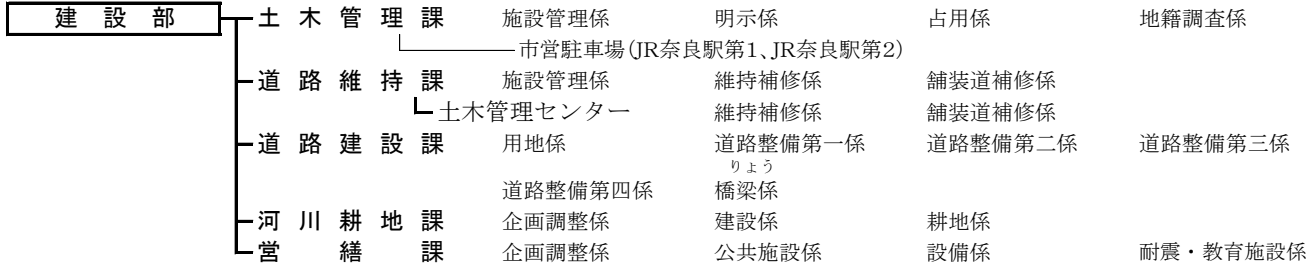 建設部 土木管理課 施設管理係 明示係 占用係 地籍調査係
市営駐車場(JR奈良駅第1、JR奈良駅第2)
道路維持課 施設管理係 維持補修係 舗装道補修係
土木管理センター 維持補修係 舗装道補修係
道路建設課 用地係 道路整備第一係 道路整備第二係 道路整備第三係
りょう
道路整備第四係 橋梁係
河川耕地課 企画調整係 建設係 耕地係
営繕課 企画調整係 公共施設係 設備係 耐震・教育施設係